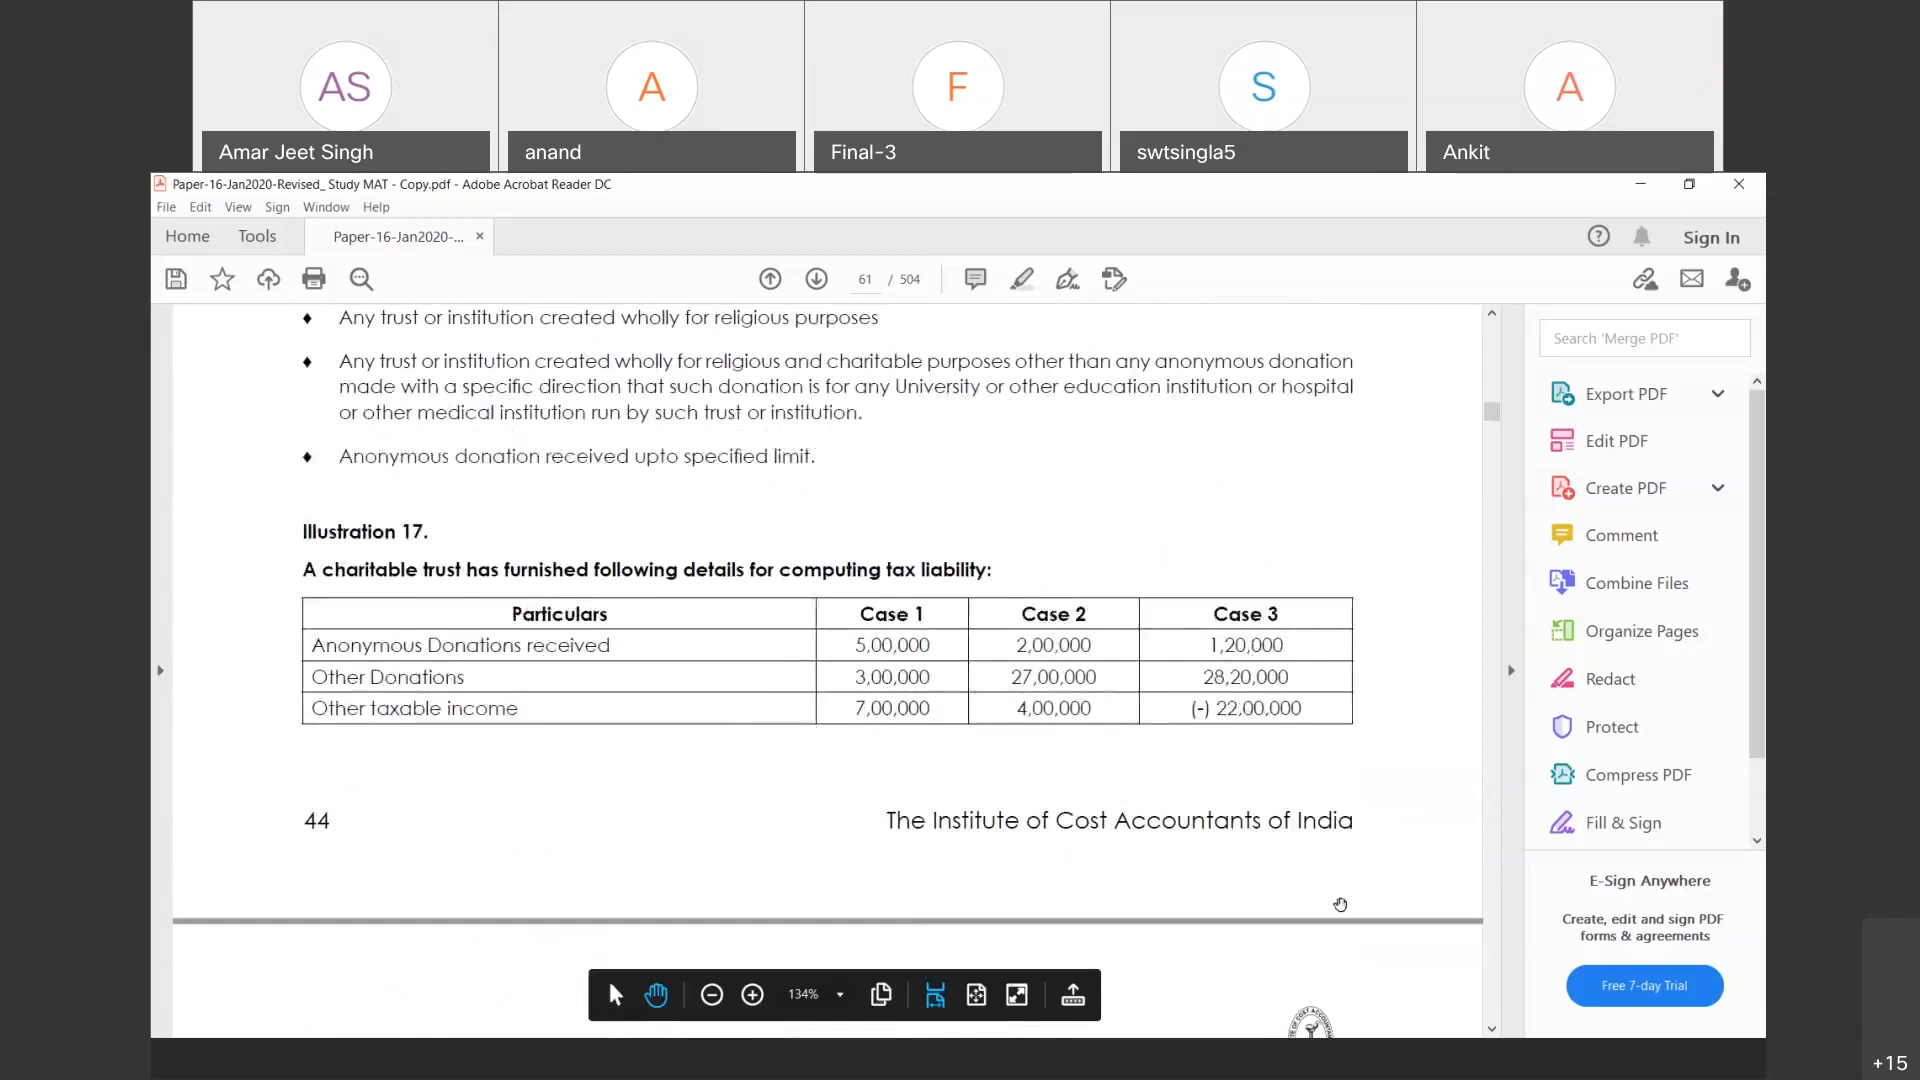 AS
A
F
S
A
Amar Jeet Singh
anand
Final-3
swtsingla5
Ankit
Paper-16-Jan2020-Revised_ Study MAT - Copy.pdf - Adobe Acrobat Reader DC
File Edit View Sign Window Help
Home Tools Paper-16-Jan2020-... × Sign In
61 / 504
♦ Any trust or institution created wholly for religious purposes
♦ Any trust or institution created wholly for religious and charitable purposes other than any anonymous donation
made with a specific direction that such donation is for any University or other education institution or hospital
or other medical institution run by such trust or institution.
♦ Anonymous donation received upto specified limit.
Illustration 17.
A charitable trust has furnished following details for computing tax liability:
Particulars Case 1 Case 2 Case 3
Anonymous Donations received 5,00,000 2,00,000 1,20,000
Other Donations 3,00,000 27,00,000 28,20,000
Other taxable income 7,00,000 4,00,000 (-) 22,00,000
44 The Institute of Cost Accountants of India
134%
Search 'Merge PDF'
Export PDF
Edit PDF
Create PDF
Comment
Combine Files
Organize Pages
Redact
Protect
Compress PDF
Fill & Sign
E-Sign Anywhere
Create, edit and sign PDF
forms & agreements
Free 7-day Trial
+15